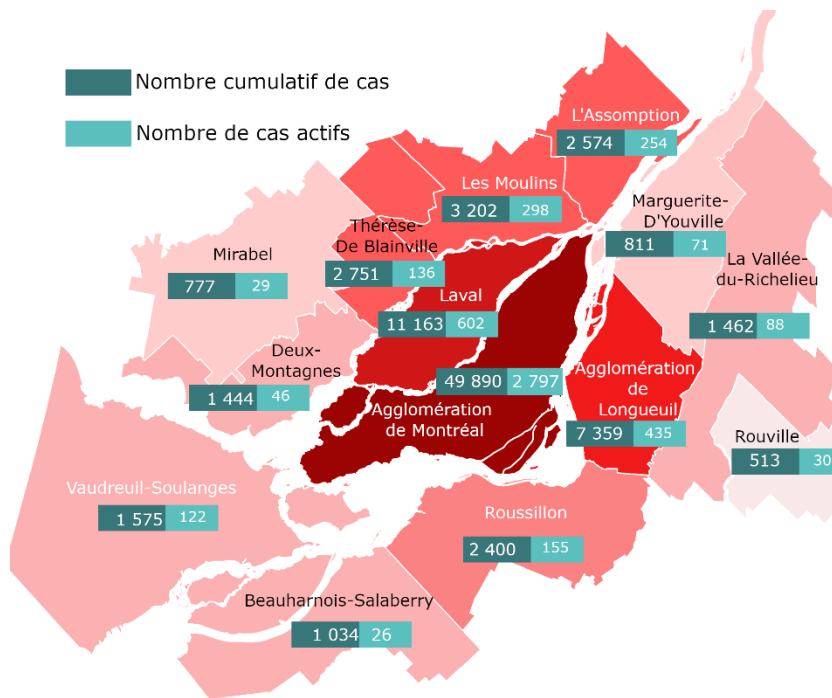 Nombre cumulatif de cas
Nombre de cas actifs
L'Assomption
2 574 254
Les Moulins
3 202 298
Marguerite-
D'Youville
811 71
Thérèse-
De Blainville
2 751 136
Mirabel
777 29
La Vallée-
du-Richelieu
1 462 88
Laval
11 163 602
Deux-
Montagnes
1 444 46
49 890 2 797
Agglomération
de Montréal
Agglomération
de
Longueuil
7 359 435
Rouville
513 30
Vaudreuil-Soulanges
1 575 122
Roussillon
2 400 155
Beauharnois-Salaberry
1 034 26